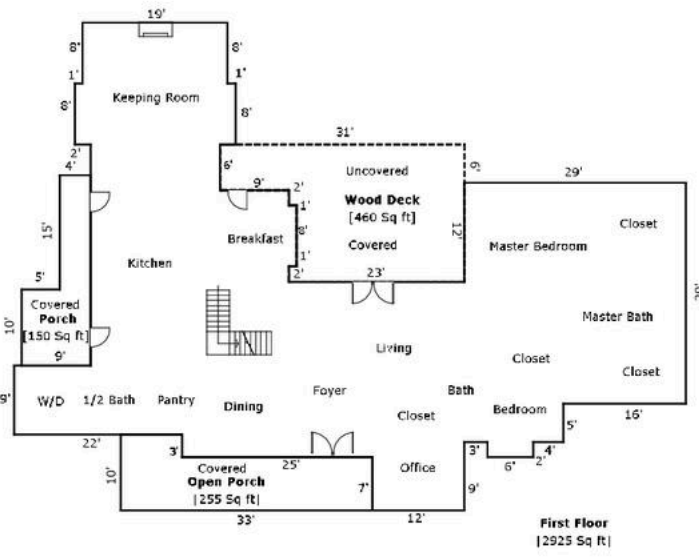 19'
8'
8'
1'
1'
Keeping Room
8'
8'
31'
2'
6'
4'
Uncovered
29'
9'
2'
Wood Deck
1'
[460 Sq ft]
Closet
15'
Breakfast
8'
12'
Covered
Master Bedroom
Kitchen
1'
5'
23'
2'
Covered
Porch
10'
[150 Sq ft]
Master Bath
Living
9'
Closet
Closet
9'
W/D
1/2 Bath
Pantry
Foyer
Bath
Dining
Closet
Bedroom
16'
22'
3'
5'
3'
4'
25'
6'
2'
10'
Covered
Open Porch
|255 Sq ft|
7'
Office
9'
33'
12'
First Floor
|2925 Sq ft|